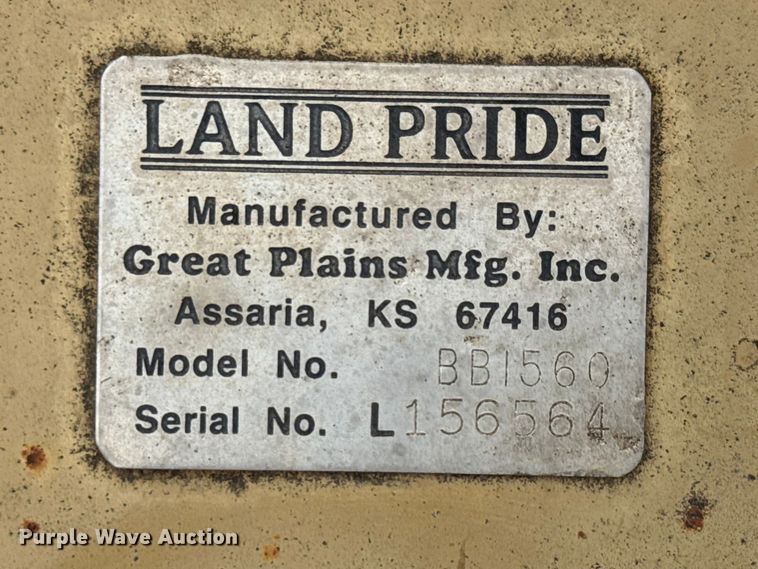 LAND PRIDE
Manufactured By:
Great Plains Mfg. Inc.
Assaria, KS 67416
Model No. BB1560
Serial No. L156564
Purple Wave Auction